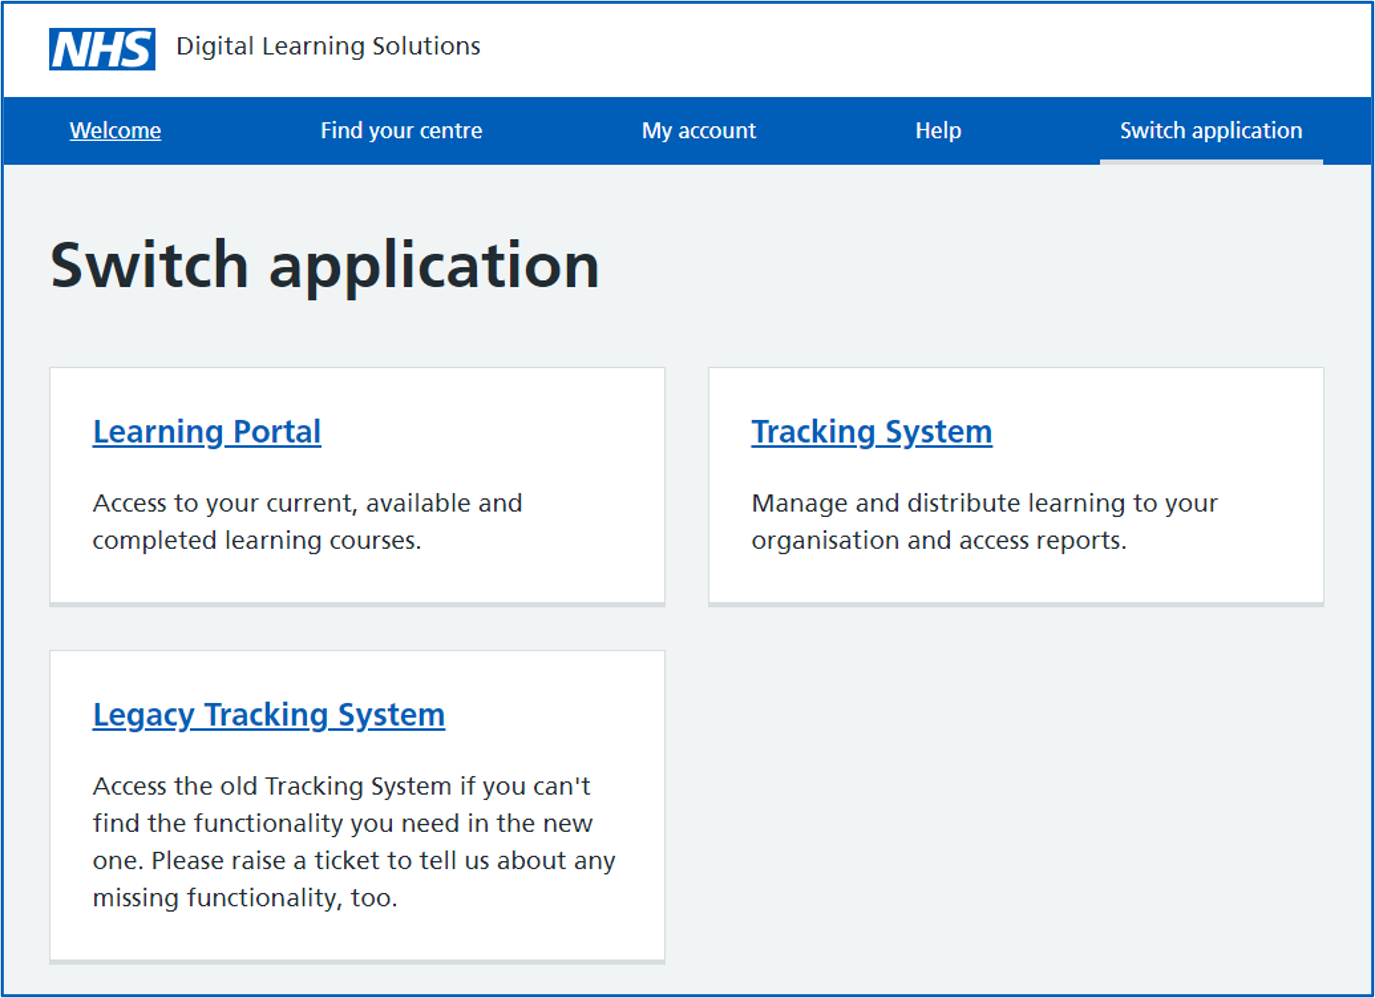 NHS Digital Learning Solutions
Welcome Find your centre My account Help Switch application
Switch application
Learning Portal
Access to your current, available and
completed learning courses.
Tracking System
Manage and distribute learning to your
organisation and access reports.
Legacy Tracking System
Access the old Tracking System if you can't
find the functionality you need in the new
one. Please raise a ticket to tell us about any
missing functionality, too.